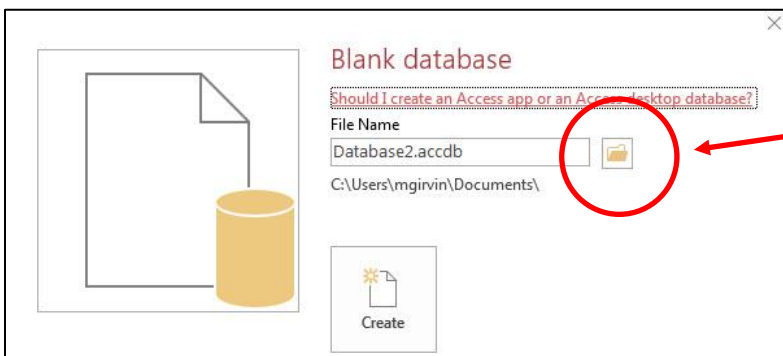 Blank database
Should I create an Access app or an Access desktop database?
File Name
Database2.accdb
C:\Users\mgirvin\Documents\
Create